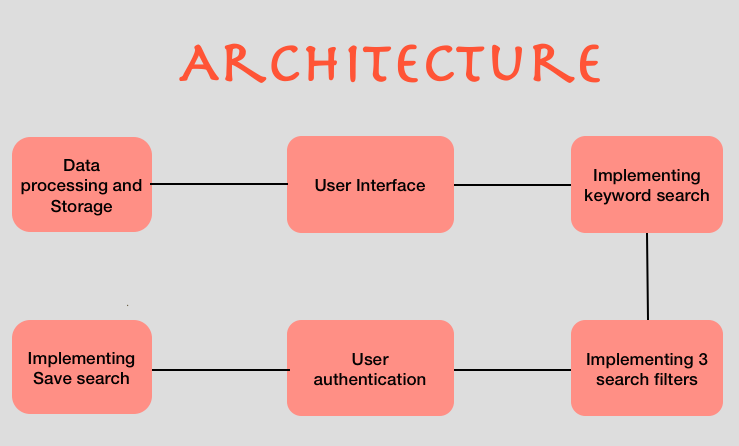 ARCHITECTURE
Data
processing and
Storage
User Interface
Implementing
keyword search
Implementing
Save search
User
authentication
Implementing 3
search filters